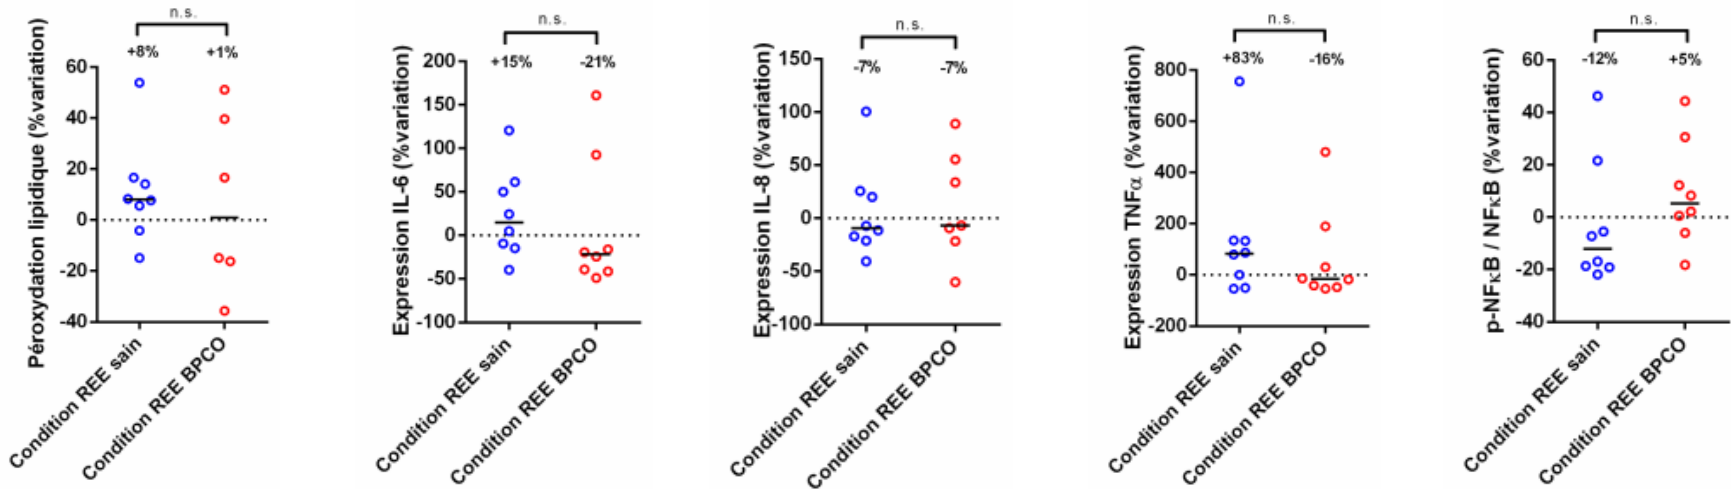 n.s.
+8%
+1%
Péroxydation lipidique (%variation)
60
40
20
0
-20
-40
Condition REE sain
Condition REE BPCO
n.s.
+15%
-21%
Expression IL-6 (%variation)
200
150
100
50
0
-50
-100
Condition REE sain
Condition REE BPCO
n.s.
-7%
-7%
Expression IL-8 (%variation)
150
100
50
0
-50
-100
Condition REE sain
Condition REE BPCO
n.s.
+83%
-16%
Expression TNFα (%variation)
800
600
400
200
0
-200
Condition REE sain
Condition REE BPCO
n.s.
-12%
+5%
p-NFκB / NFκB (%variation)
60
40
20
0
-20
-40
Condition REE sain
Condition REE BPCO